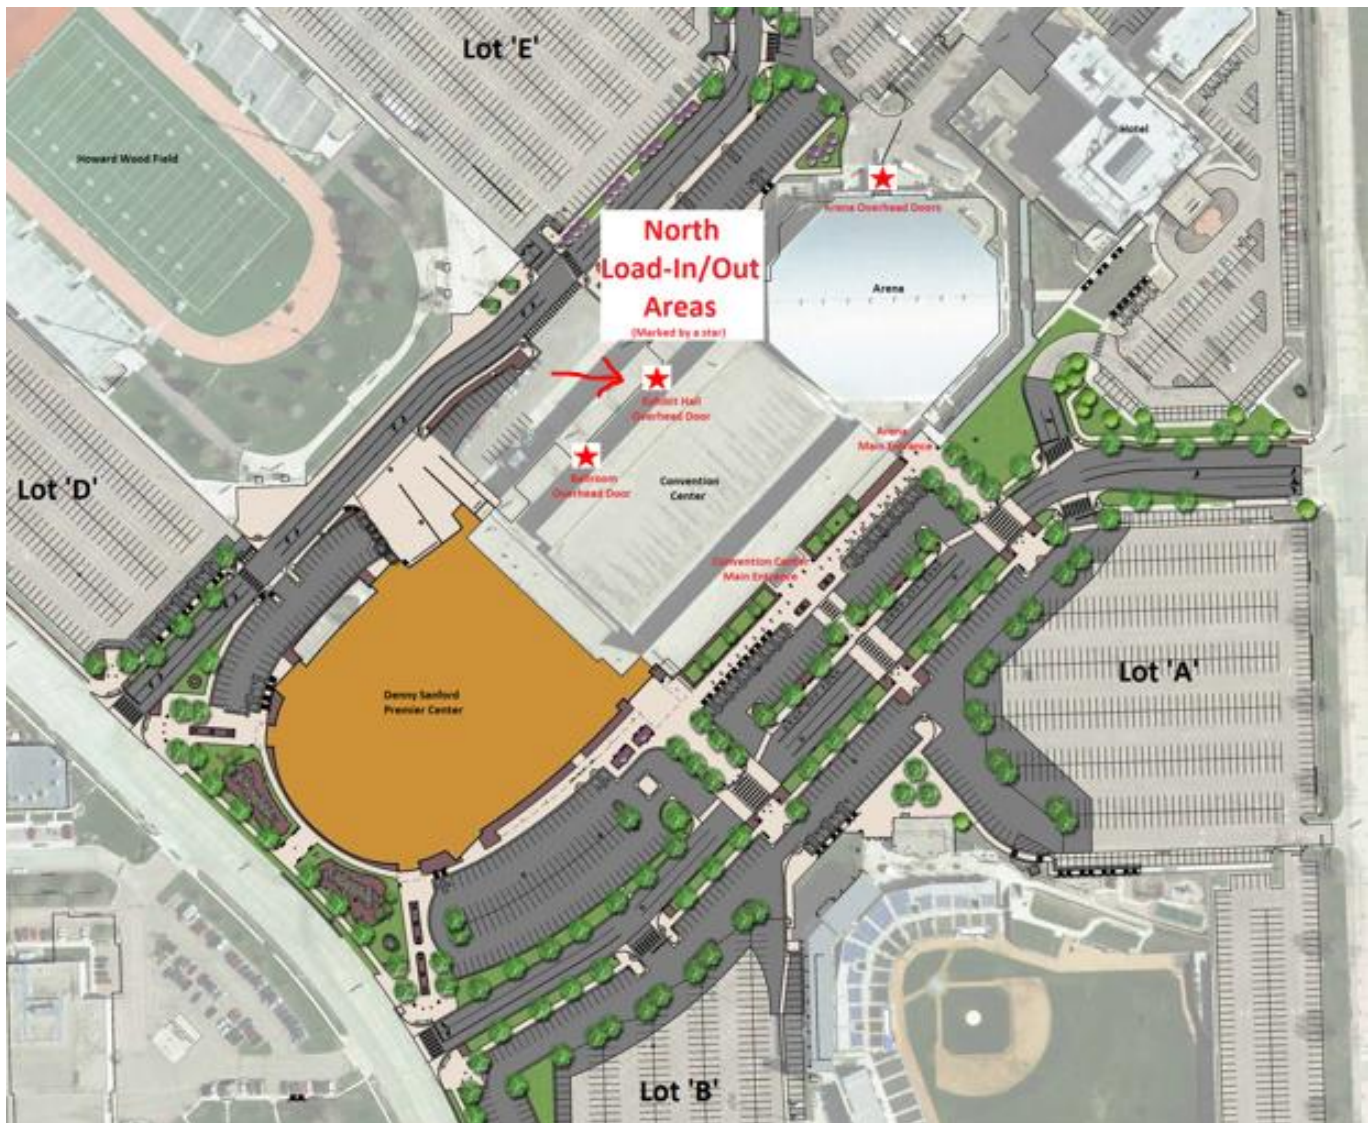 Lot 'E'
Howard Wood Field
Hotel
Arena Overhead Doors
North
Load-In/Out
Areas
(Marked by a star)
Arena
Exhibit Hall
Overhead Door
Arena
Main Entrance
Ballroom
Overhead Door
Convention
Center
Lot 'D'
Convention Center
Main Entrance
Lot 'A'
Denny Sanford
Premier Center
Lot 'B'